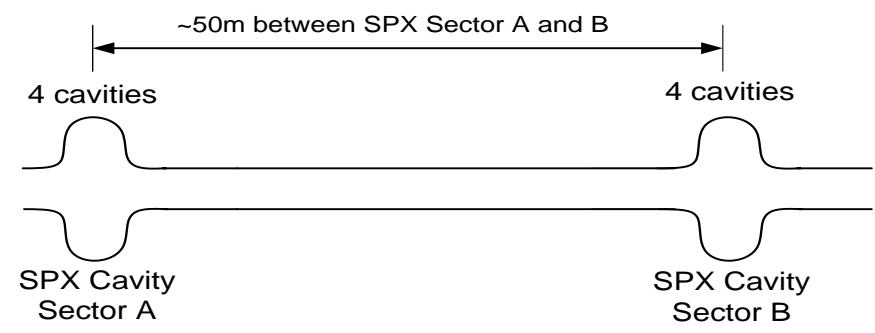 ~50m between SPX Sector A and B
4 cavities
4 cavities
SPX Cavity
Sector A
SPX Cavity
Sector B